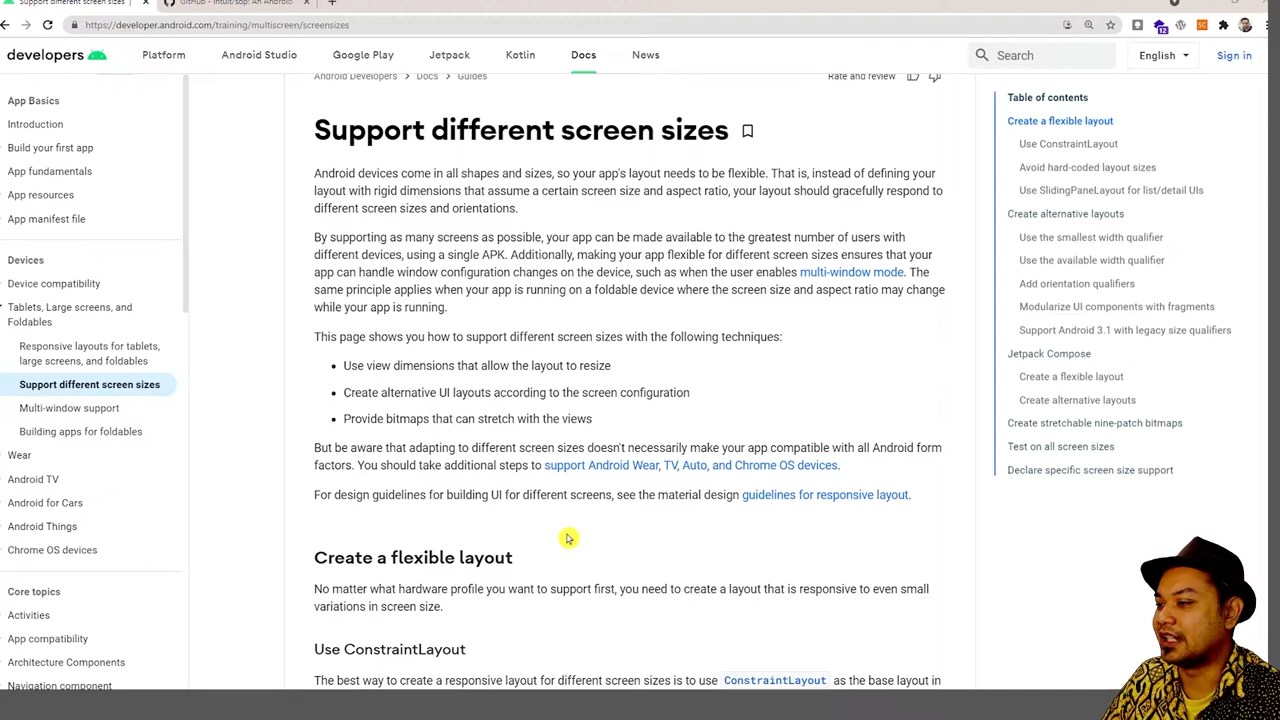 Support different screen sizes
GitHub - intuit/sdp: An Android
https://developer.android.com/training/multiscreen/screensizes
12
SC
developers
Platform
Android Studio
Google Play
Jetpack
Kotlin
Docs
News
Search
English
Sign in
App Basics
Introduction
Build your first app
App fundamentals
App resources
App manifest file
Devices
Device compatibility
Tablets, Large screens, and
Foldables
Responsive layouts for tablets,
large screens, and foldables
Support different screen sizes
Multi-window support
Building apps for foldables
Wear
Android TV
Android for Cars
Android Things
Chrome OS devices
Core topics
Activities
App compatibility
Architecture Components
Navigation component
Android Developers
Docs
Guides
Rate and review
Support different screen sizes
Android devices come in all shapes and sizes, so your app's layout needs to be flexible. That is, instead of defining your
layout with rigid dimensions that assume a certain screen size and aspect ratio, your layout should gracefully respond to
different screen sizes and orientations.
By supporting as many screens as possible, your app can be made available to the greatest number of users with
different devices, using a single APK. Additionally, making your app flexible for different screen sizes ensures that your
app can handle window configuration changes on the device, such as when the user enables multi-window mode. The
same principle applies when your app is running on a foldable device where the screen size and aspect ratio may change
while your app is running.
This page shows you how to support different screen sizes with the following techniques:
• Use view dimensions that allow the layout to resize
• Create alternative UI layouts according to the screen configuration
• Provide bitmaps that can stretch with the views
But be aware that adapting to different screen sizes doesn't necessarily make your app compatible with all Android form
factors. You should take additional steps to support Android Wear, TV, Auto, and Chrome OS devices.
For design guidelines for building UI for different screens, see the material design guidelines for responsive layout.
Create a flexible layout
No matter what hardware profile you want to support first, you need to create a layout that is responsive to even small
variations in screen size.
Use ConstraintLayout
The best way to create a responsive layout for different screen sizes is to use ConstraintLayout as the base layout in
Table of contents
Create a flexible layout
Use ConstraintLayout
Avoid hard-coded layout sizes
Use SlidingPaneLayout for list/detail UIs
Create alternative layouts
Use the smallest width qualifier
Use the available width qualifier
Add orientation qualifiers
Modularize UI components with fragments
Support Android 3.1 with legacy size qualifiers
Jetpack Compose
Create a flexible layout
Create alternative layouts
Create stretchable nine-patch bitmaps
Test on all screen sizes
Declare specific screen size support